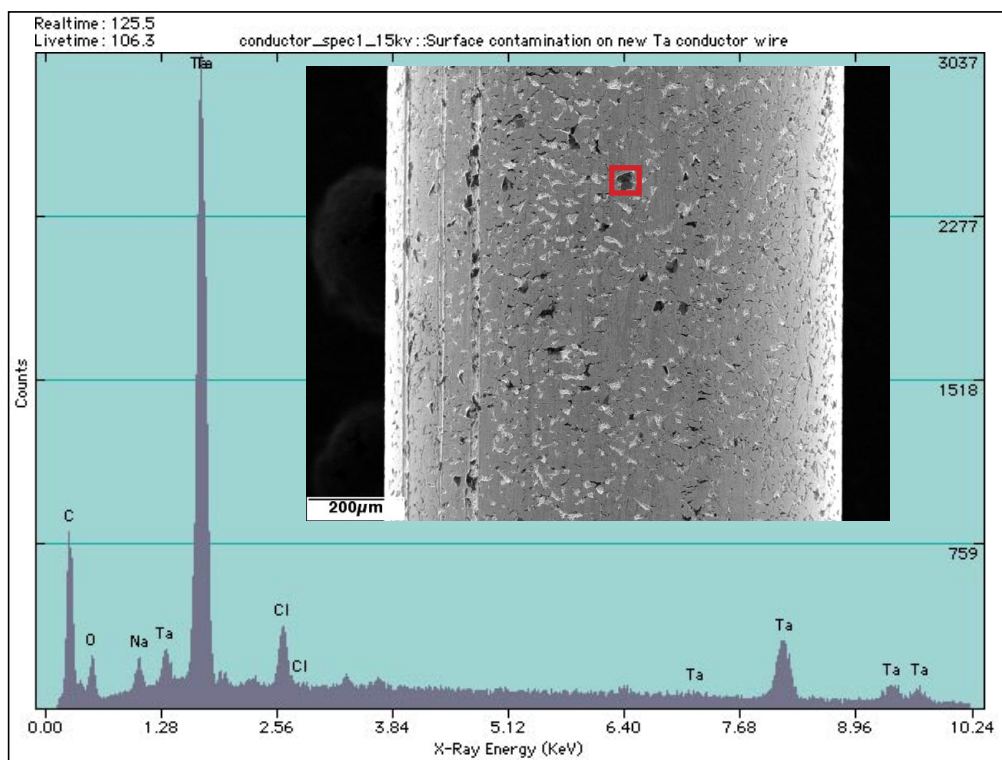 Realtime: 125.5
Livetime: 106.3
conductor_spec1_15kv::Surface contamination on new Ta conductor wire
3037
2277
1518
759
Counts
200µm
C
O
Na
Ta
Cl
Cl
Ta
Ta
Ta
Ta
0.00 1.28 2.56 3.84 5.12 6.40 7.68 8.96 10.24
X-Ray Energy (KeV)